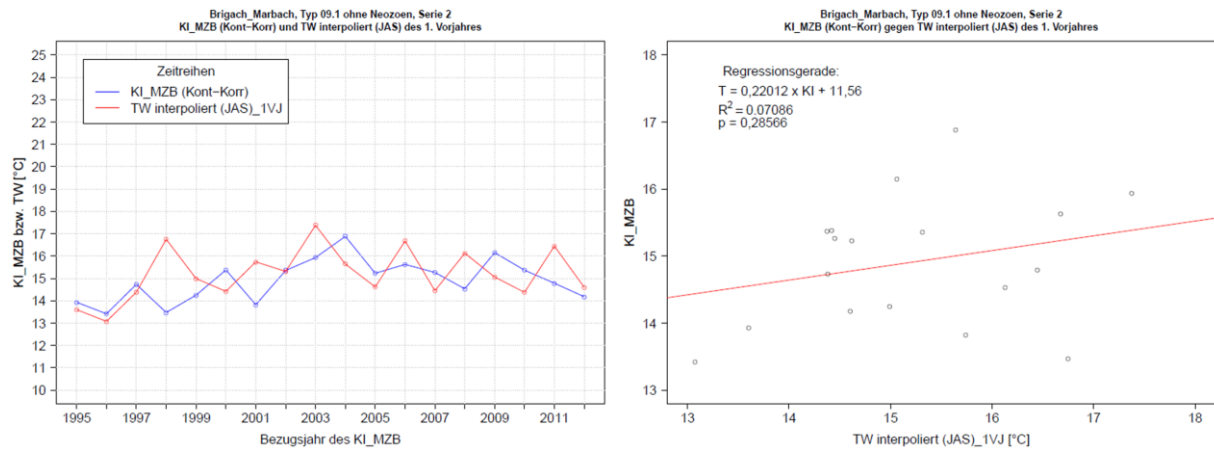 Brigach_Marbach, Typ 09.1 ohne Neozoen, Serie 2
KI_MZB (Kont−Korr) und TW interpoliert (JAS) des 1. Vorjahres
KI_MZB bzw. TW [°C]
25
24
23
22
21
20
19
18
17
16
15
14
13
12
11
10
Zeitreihen
KI_MZB (Kont−Korr)
TW interpoliert (JAS)_1VJ
1995 1997 1999 2001 2003 2005 2007 2009 2011
Bezugsjahr des KI_MZB
Brigach_Marbach, Typ 09.1 ohne Neozoen, Serie 2
KI_MZB (Kont−Korr) gegen TW interpoliert (JAS) des 1. Vorjahres
KI_MZB
18
17
16
15
14
13
Regressionsgerade:
T = 0,22012 x KI + 11,56
R² = 0.07086
p = 0,28566
13 14 15 16 17 18
TW interpoliert (JAS)_1VJ [°C]